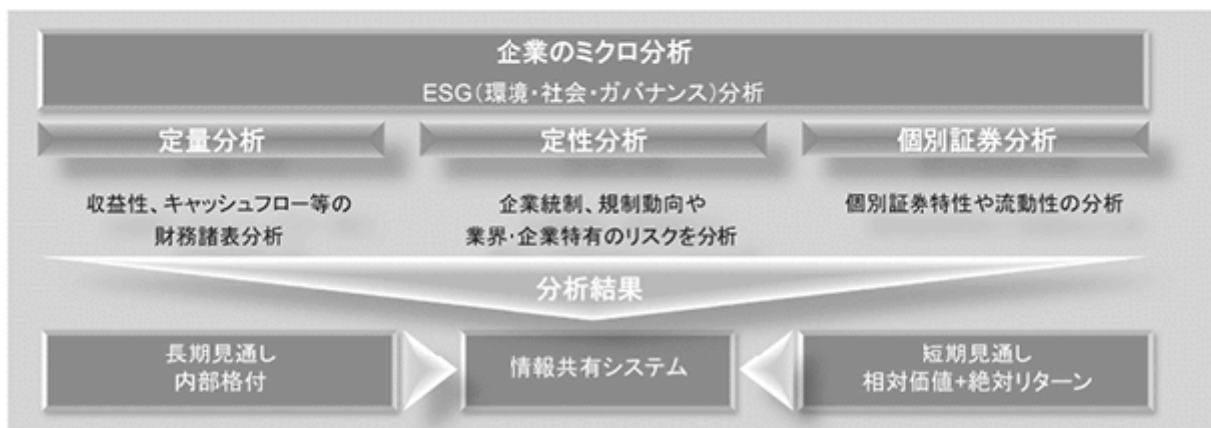 企業のミクロ分析
ESG(環境・社会・ガバナンス)分析
定量分析
収益性、キャッシュフロー等の
財務諸表分析
定性分析
企業統制、規制動向や
業界・企業特有のリスクを分析
個別証券分析
個別証券特性や流動性の分析
分析結果
長期見通し
内部格付
情報共有システム
短期見通し
相対価値+絶対リターン